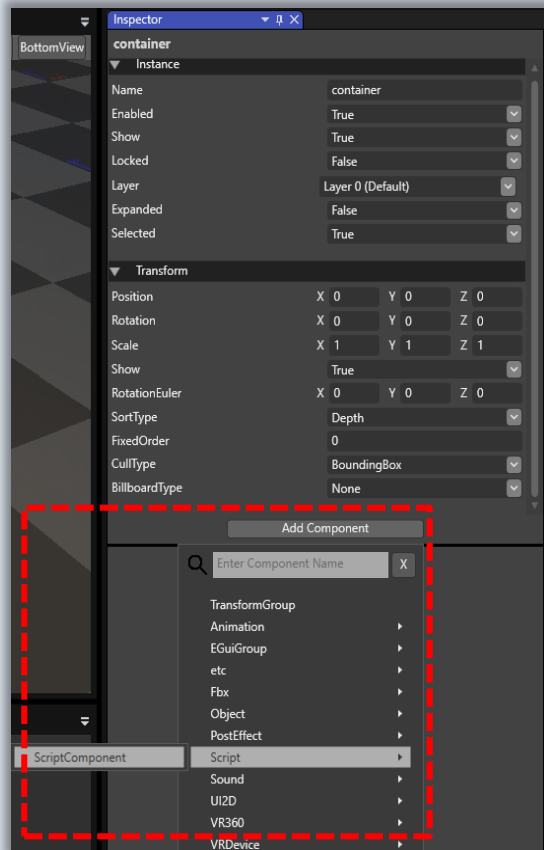 Inspector
BottomView
container
Instance
Name container
Enabled True
Show True
Locked False
Layer Layer 0 (Default)
Expanded False
Selected True
Transform
Position X 0 Y 0 Z 0
Rotation X 0 Y 0 Z 0
Scale X 1 Y 1 Z 1
Show True
RotationEuler X 0 Y 0 Z 0
SortType Depth
FixedOrder 0
CullType BoundingBox
BillboardType None
Add Component
Enter Component Name X
TransformGroup
Animation
EGuiGroup
etc
Fbx
Object
PostEffect
ScriptComponent Script
Sound
UI2D
VR360
VRDevice